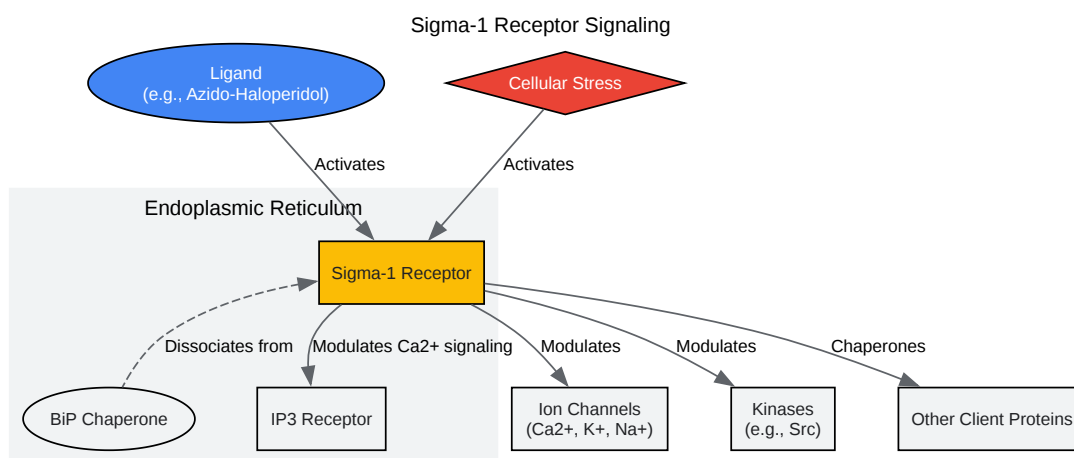 Sigma-1 Receptor Signaling
Ligand
(e.g., Azido-Haloperidol)
Cellular Stress
Activates
Activates
Endoplasmic Reticulum
Sigma-1 Receptor
Dissociates from
Modulates Ca2+ signaling
Modulates
Modulates
Chaperones
BiP Chaperone
IP3 Receptor
Ion Channels
(Ca2+, K+, Na+)
Kinases
(e.g., Src)
Other Client Proteins